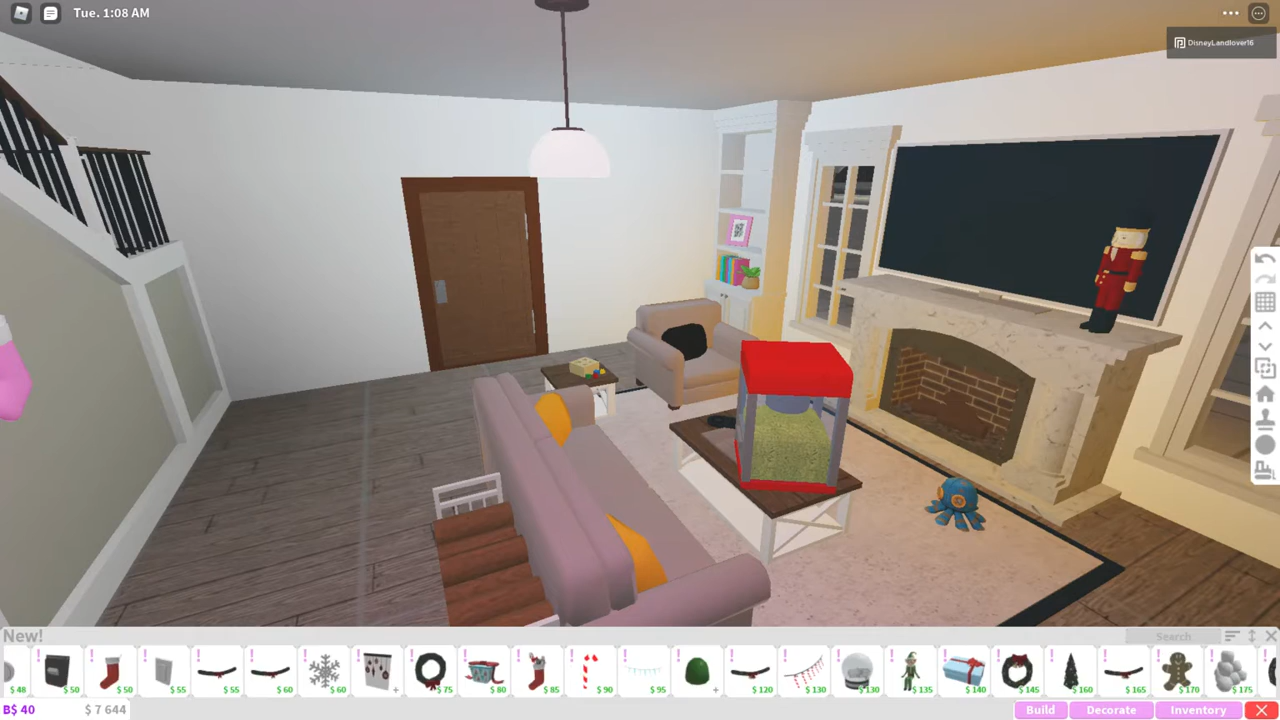 Tue. 1:08 AM
DisneyLandlover16
New!
Search
$ 48
$ 50
$ 50
$ 55
$ 55
$ 60
$ 60
$ 75
$ 80
$ 85
$ 90
$ 95
$ 120
$ 130
$ 130
$ 135
$ 140
$ 145
$ 160
$ 165
$ 170
$ 175
B$ 40
$ 7 644
Build
Decorate
Inventory